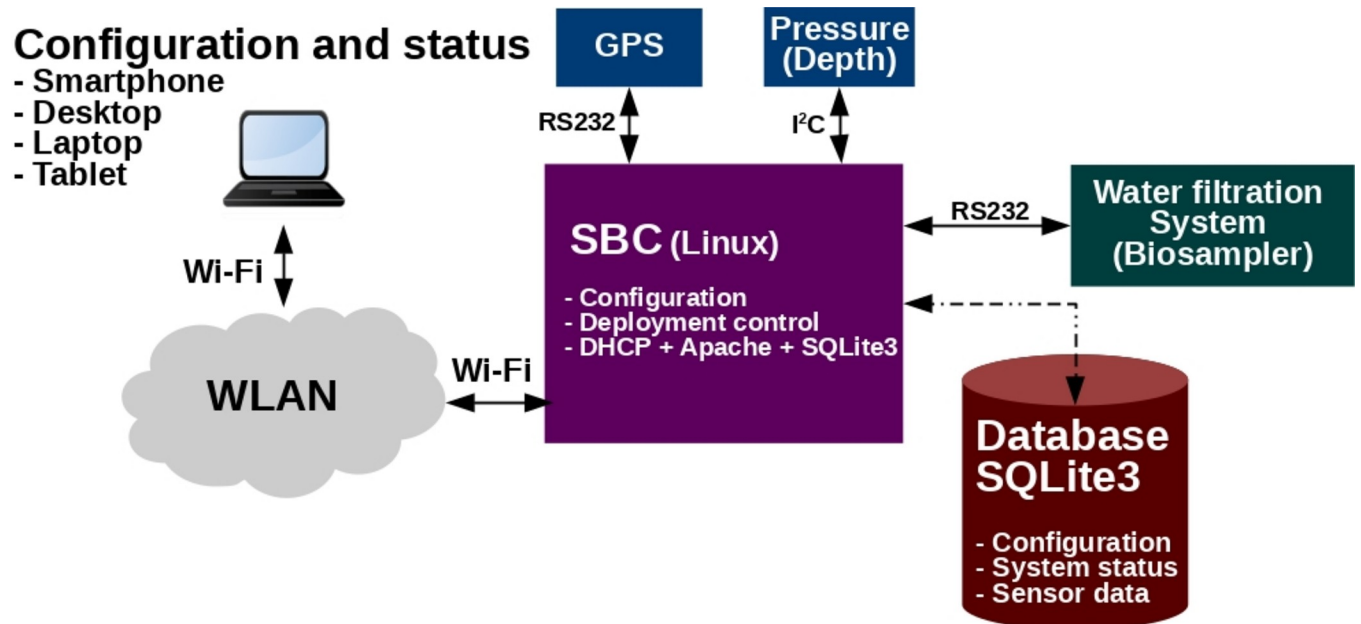 Configuration and status
- Smartphone
- Desktop
- Laptop
- Tablet
GPS
Pressure
(Depth)
RS232
I²C
Wi-Fi
WLAN
Wi-Fi
SBC (Linux)
- Configuration
- Deployment control
- DHCP + Apache + SQLite3
RS232
Water filtration
System
(Biosampler)
Database
SQLite3
- Configuration
- System status
- Sensor data